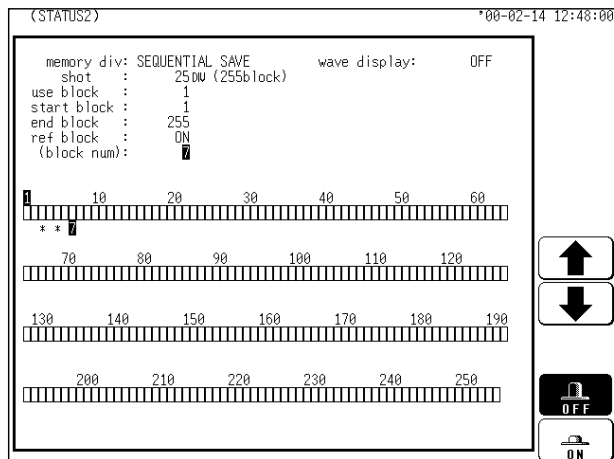 (STATUS2) '00-02-14 12:48:00
memory div: SEQUENTIAL SAVE wave display: OFF
shot : 25DIV (255block)
use block : 1
start block : 1
end block : 255
ref block : ON
(block num): 7
1 10 20 30 40 50 60
* * 7
70 80 90 100 110 120
130 140 150 160 170 180 190
200 210 220 230 240 250
OFF
ON